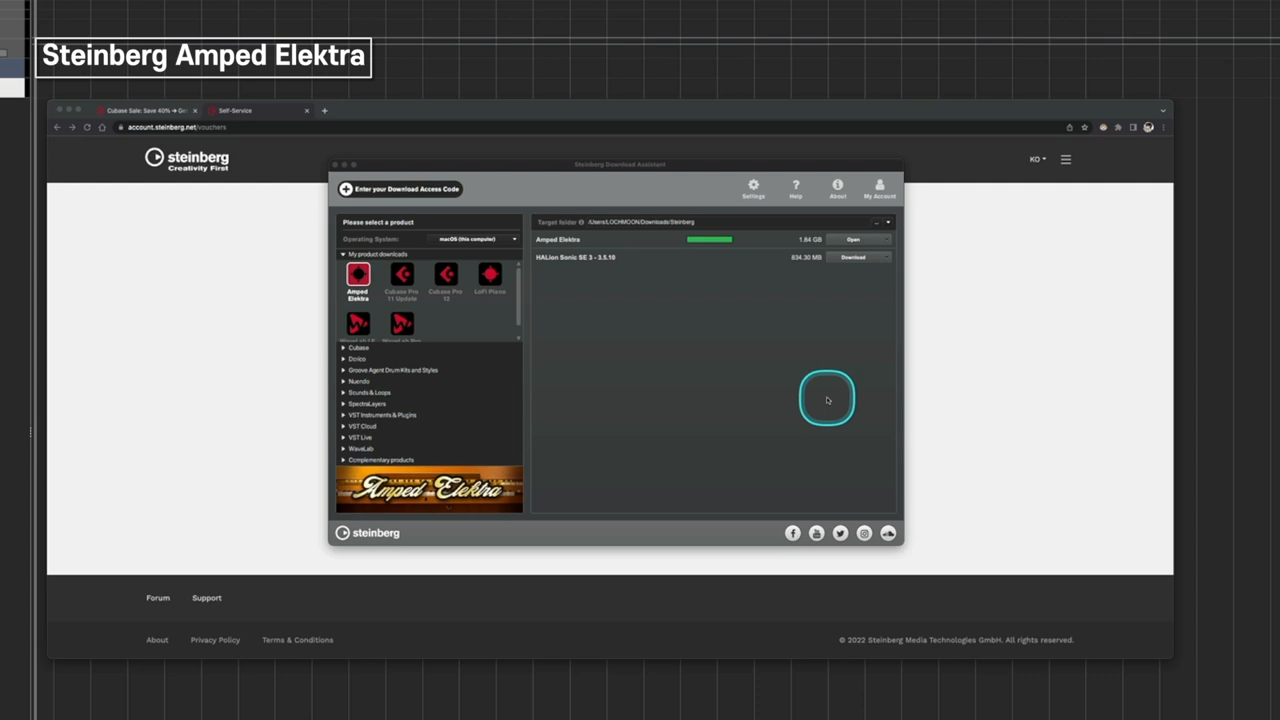 Steinberg Amped Elektra
Cubase Sale: Save 40% → Ge
Self-Service
account.steinberg.net/vouchers
steinberg
Creativity First
KO
Steinberg Download Assistant
Enter your Download Access Code
Settings
Help
About
My Account
Please select a product
Operating System:
macOS (this computer)
Target folder
/Users/LOCHMOON/Downloads/Steinberg
My product downloads
Amped Elektra
1.84 GB
Open
HALion Sonic SE 3 - 3.5.10
834.30 MB
Download
Amped
Elektra
Cubase Pro
11 Update
Cubase Pro
12
LoFi Piano
Cubase
Dorico
Groove Agent Drum Kits and Styles
Nuendo
Sounds & Loops
SpectraLayers
VST Instruments & Plugins
VST Cloud
VST Live
WaveLab
Complementary products
Amped Elektra
steinberg
Forum
Support
About
Privacy Policy
Terms & Conditions
© 2022 Steinberg Media Technologies GmbH. All rights reserved.